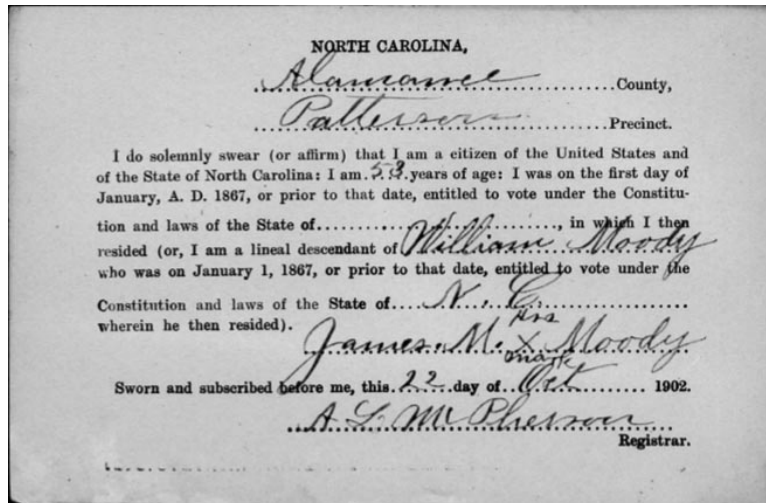 NORTH CAROLINA,
Alamance County,
Patterson Precinct.
I do solemnly swear (or affirm) that I am a citizen of the United States and
of the State of North Carolina: I am 53 years of age: I was on the first day of
January, A. D. 1867, or prior to that date, entitled to vote under the Constitu-
tion and laws of the State of.............................., in which I then
resided (or, I am a lineal descendant of William Moody
who was on January 1, 1867, or prior to that date, entitled to vote under the
Constitution and laws of the State of N. C.
wherein he then resided).
His
James. M. X Moody
mark
Sworn and subscribed before me, this 22 day of Oct 1902.
A L McPherson
Registrar.